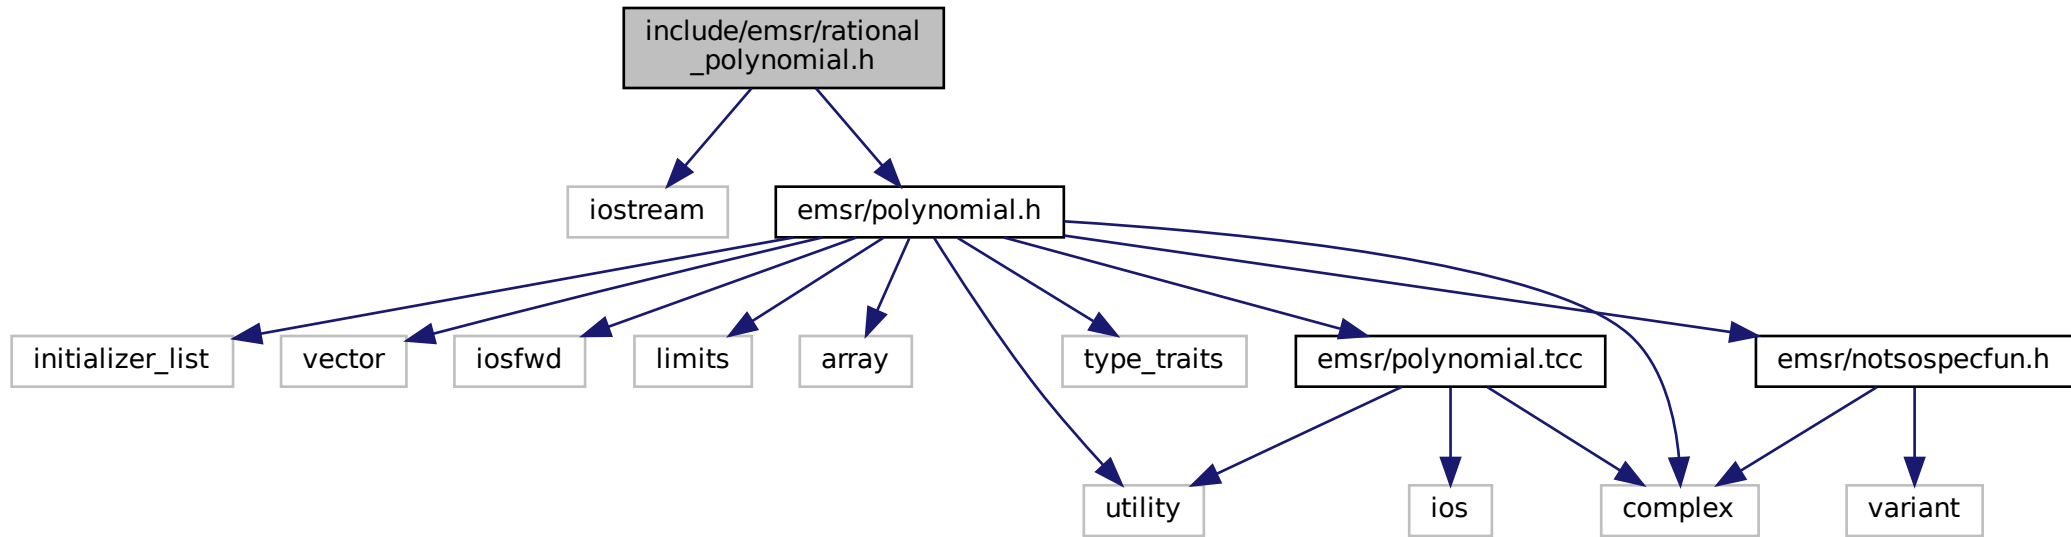 include/emsr/rational
_polynomial.h
iostream
emsr/polynomial.h
initializer_list
vector
iosfwd
limits
array
type_traits
emsr/polynomial.tcc
emsr/notsospecfun.h
utility
ios
complex
variant